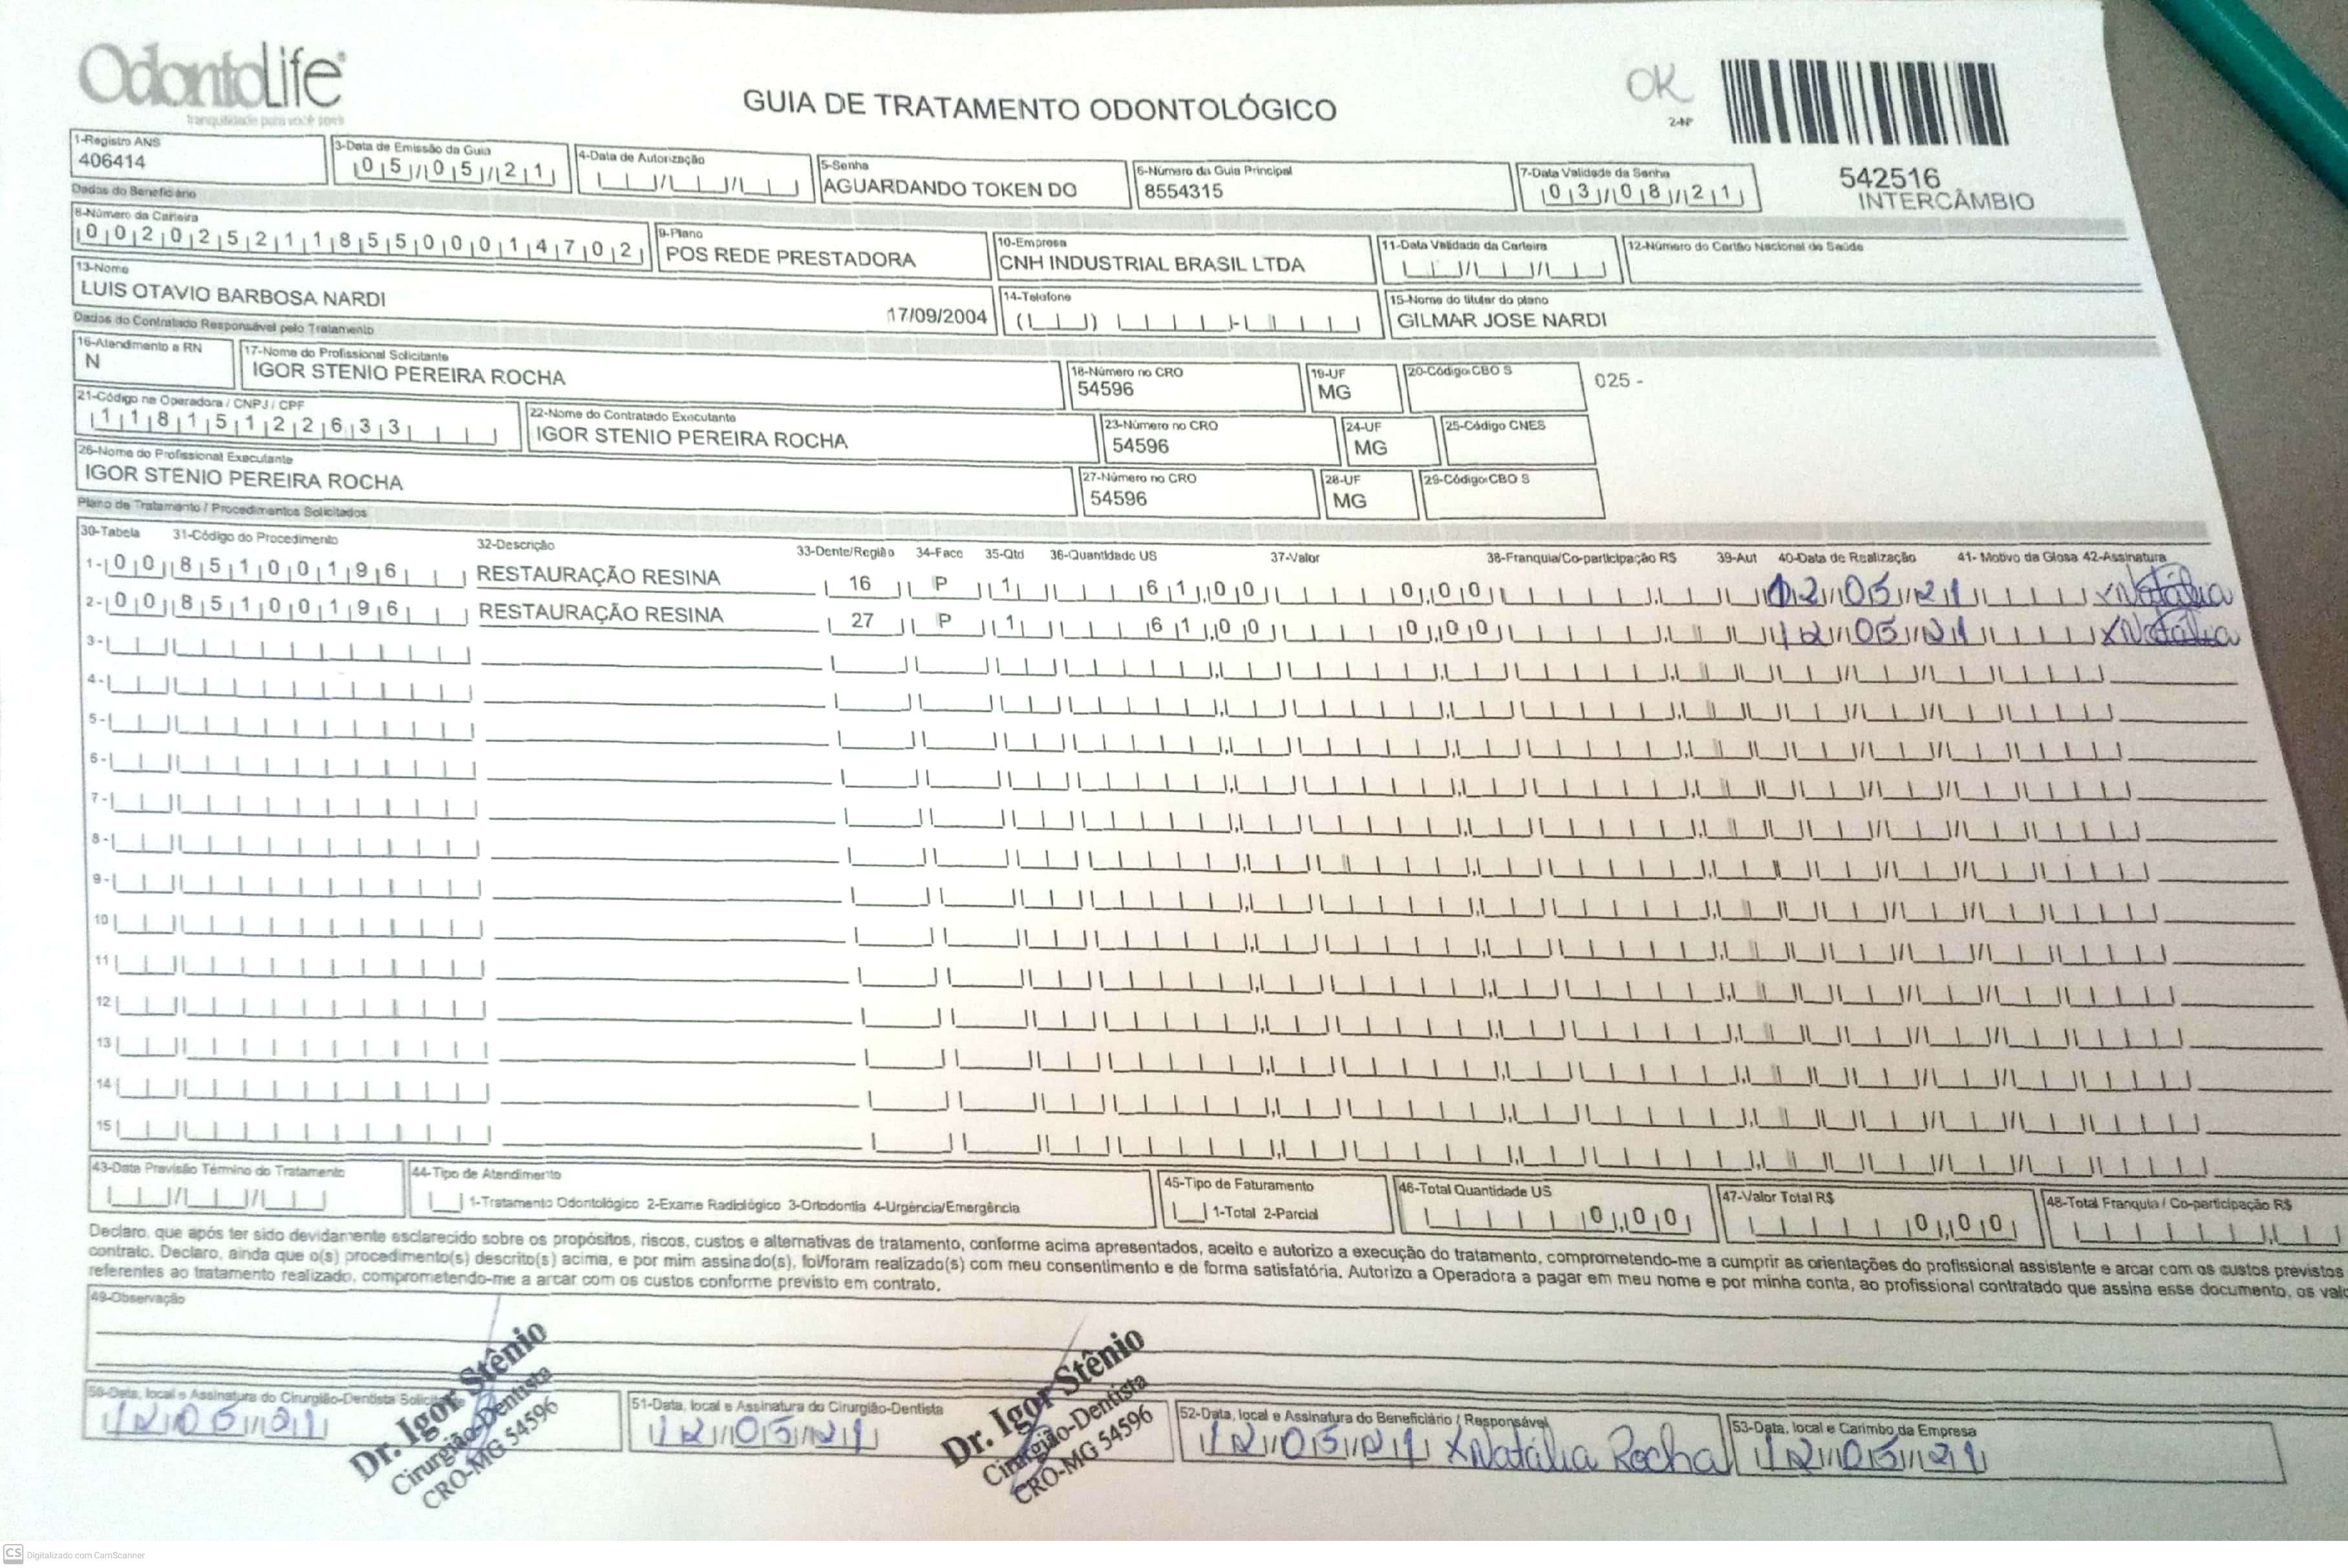 OdontoLife
tranquilidade para você sorrir
GUIA DE TRATAMENTO ODONTOLÓGICO
OK
2-Nº
542516
INTERCÂMBIO
1-Registro ANS
406414
3-Data de Emissão da Guia
05/05/21
4-Data de Autorização
5-Senha
AGUARDANDO TOKEN DO
6-Número da Guia Principal
8554315
7-Data Validade da Senha
03/08/21
Dados do Beneficiário
8-Número da Carteira
00202521185500014702
9-Plano
POS REDE PRESTADORA
10-Empresa
CNH INDUSTRIAL BRASIL LTDA
11-Data Validade da Carteira
12-Número do Cartão Nacional de Saúde
13-Nome
LUIS OTAVIO BARBOSA NARDI
17/09/2004
14-Telefone
15-Nome do titular do plano
GILMAR JOSE NARDI
Dados do Contratado Responsável pelo Tratamento
16-Atendimento a RN
N
17-Nome do Profissional Solicitante
IGOR STENIO PEREIRA ROCHA
18-Número no CRO
54596
19-UF
MG
20-Código CBO S
025 -
21-Código na Operadora / CNPJ / CPF
11815122633
22-Nome do Contratado Executante
IGOR STENIO PEREIRA ROCHA
23-Número no CRO
54596
24-UF
MG
25-Código CNES
26-Nome do Profissional Executante
IGOR STENIO PEREIRA ROCHA
27-Número no CRO
54596
28-UF
MG
29-Código CBO S
Plano de Tratamento / Procedimentos Solicitados
30-Tabela 31-Código do Procedimento 32-Descrição 33-Dente/Região 34-Face 35-Qtd 36-Quantidade US 37-Valor 38-Franquia/Co-participação R$ 39-Aut 40-Data de Realização 41- Motivo da Glosa 42-Assinatura
1- 00 85100196 RESTAURAÇÃO RESINA 16 P 1 61,00 0,00 12/05/21 xNatália
2- 00 85100196 RESTAURAÇÃO RESINA 27 P 1 61,00 0,00 12/05/21 xNatália
3-
4-
5-
6-
7-
8-
9-
10
11
12
13
14
15
43-Data Previsão Término do Tratamento
44-Tipo de Atendimento
1-Tratamento Odontológico 2-Exame Radiológico 3-Ortodontia 4-Urgência/Emergência
45-Tipo de Faturamento
1-Total 2-Parcial
46-Total Quantidade US
0,00
47-Valor Total R$
0,00
48-Total Franquia / Co-participação R$
Declaro, que após ter sido devidamente esclarecido sobre os propósitos, riscos, custos e alternativas de tratamento, conforme acima apresentados, aceito e autorizo a execução do tratamento, comprometendo-me a cumprir as orientações do profissional assistente e arcar com os custos previstos
contrato. Declaro, ainda que o(s) procedimento(s) descrito(s) acima, e por mim assinado(s), foi/foram realizado(s) com meu consentimento e de forma satisfatória. Autorizo a Operadora a pagar em meu nome e por minha conta, ao profissional contratado que assina esse documento, os valo
referentes ao tratamento realizado, comprometendo-me a arcar com os custos conforme previsto em contrato.
49-Observação
50-Data, local e Assinatura do Cirurgião-Dentista Solicitante
12/05/21
Dr. Igor Stênio
Cirurgião-Dentista
CRO-MG 54596
51-Data, local e Assinatura do Cirurgião-Dentista
12/05/21
Dr. Igor Stênio
Cirurgião-Dentista
CRO-MG 54596
52-Data, local e Assinatura do Beneficiário / Responsável
12/05/21 xNatália Rocha
53-Data, local e Carimbo da Empresa
12/05/21
CS Digitalizado com CamScanner